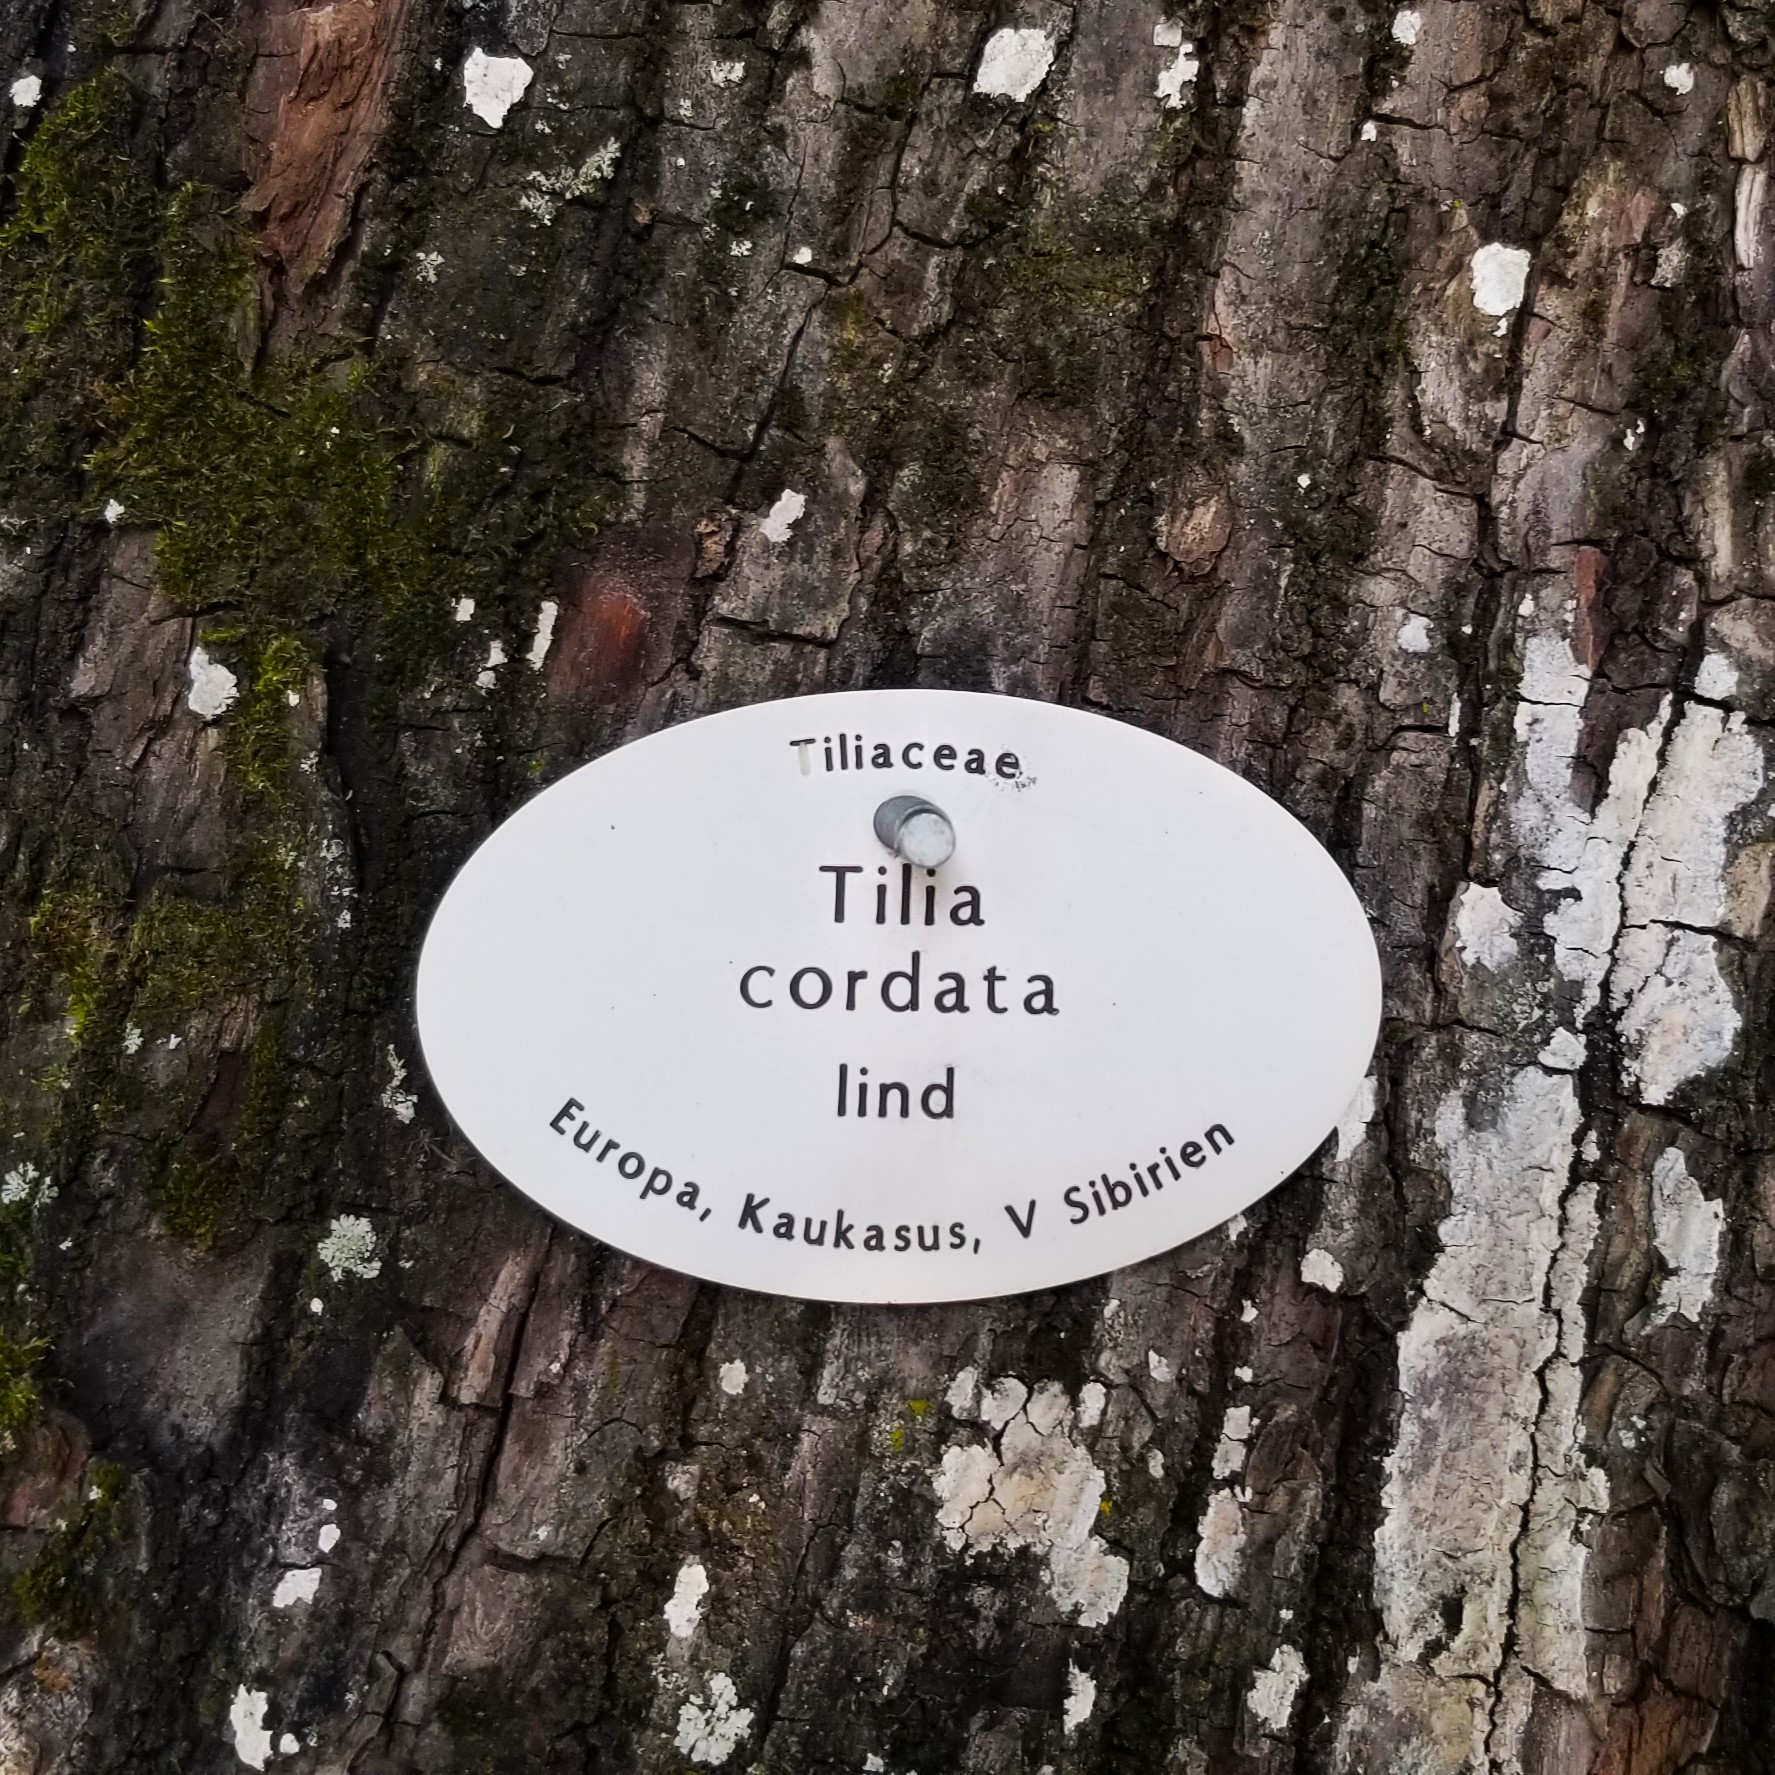 Tiliaceae
Tilia
cordata
lind
Europa, Kaukasus, V Sibirien